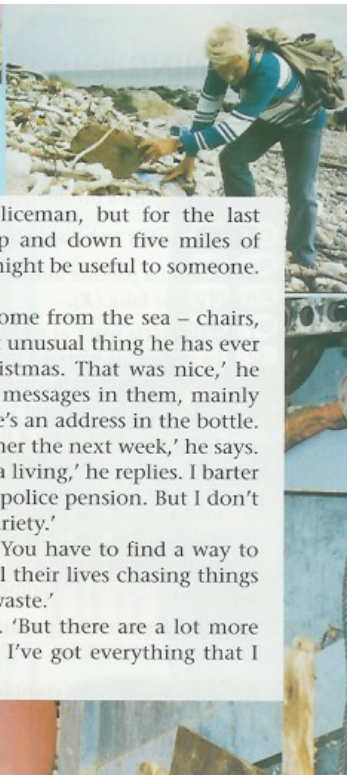 liceman, but for the last
p and down five miles of
night be useful to someone.
ome from the sea – chairs,
t unusual thing he has ever
istmas. That was nice,' he
messages in them, mainly
e's an address in the bottle.
her the next week,' he says.
a living,' he replies. I barter
police pension. But I don't
riety.'
You have to find a way to
l their lives chasing things
waste.'
. 'But there are a lot more
I've got everything that I